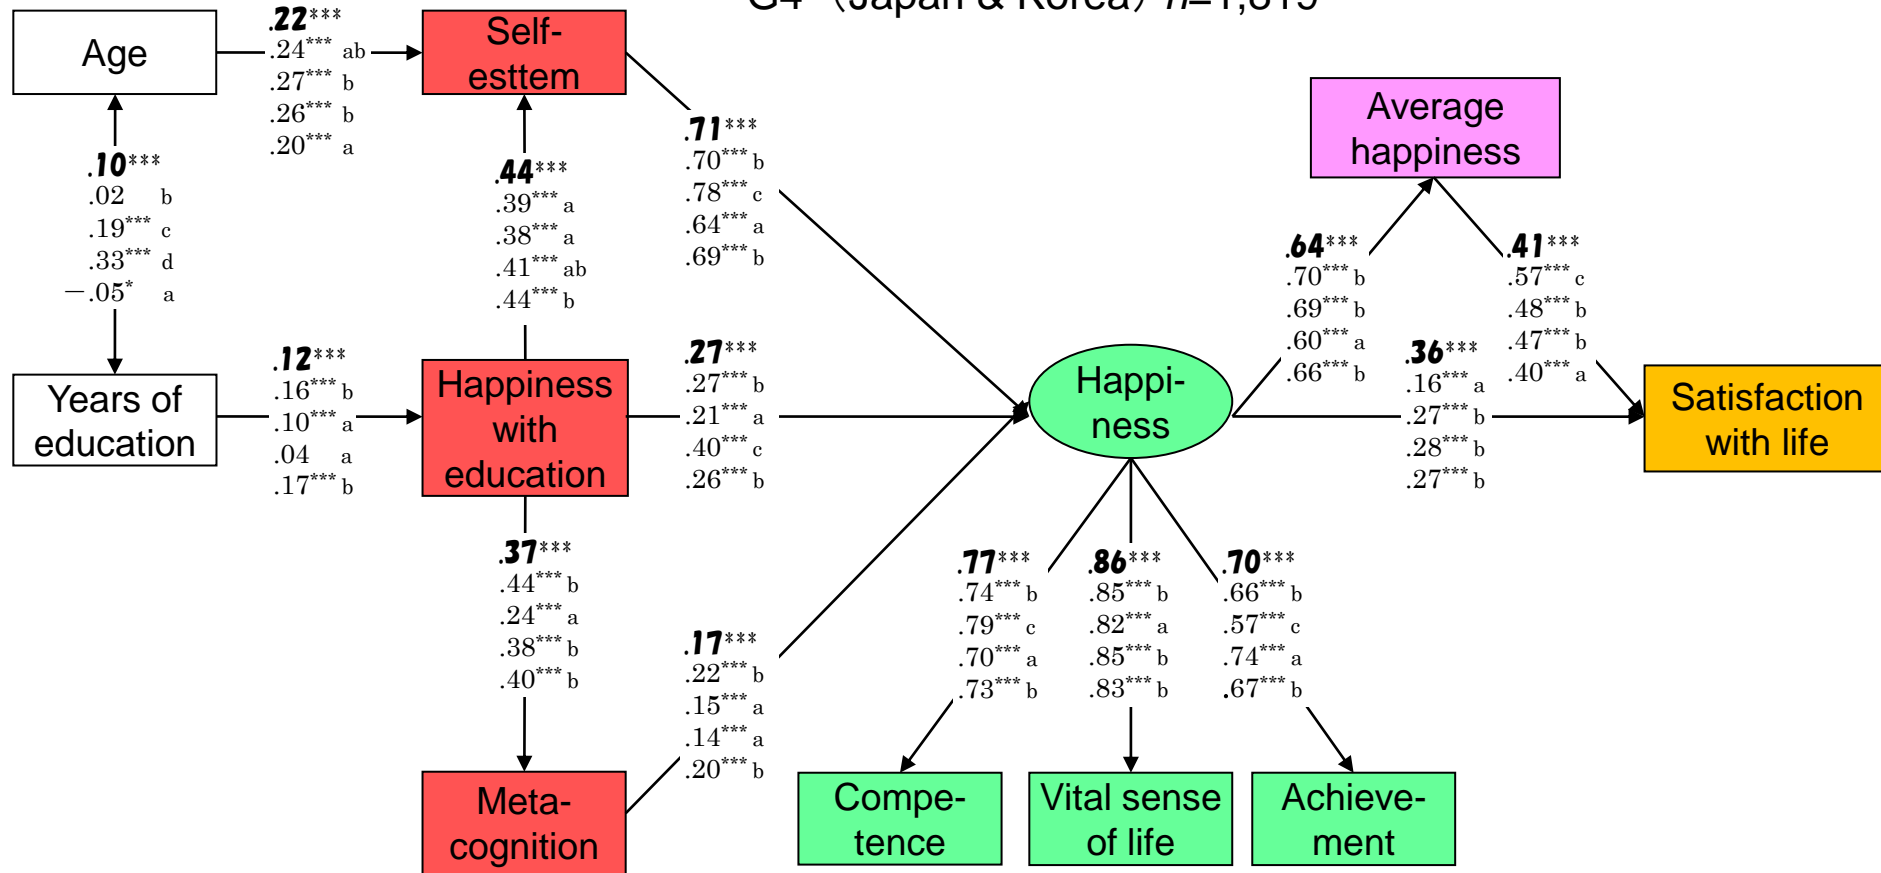 G4 （Japan & Korea）n=1,819
Age
.22***
.24*** ab
.27*** b
.26*** b
.20*** a
Self-
esttem
.10***
.02 b
.19*** c
.33*** d
−.05* a
.44***
.39*** a
.38*** a
.41*** ab
.44*** b
.71***
.70*** b
.78*** c
.64*** a
.69*** b
Average
happiness
.64***
.70*** b
.69*** b
.60*** a
.66*** b
.41***
.57*** c
.48*** b
.47*** b
.40*** a
Years of
education
.12***
.16*** b
.10*** a
.04 a
.17*** b
Happiness
with
education
.27***
.27*** b
.21*** a
.40*** c
.26*** b
Happi-
ness
.36***
.16*** a
.27*** b
.28*** b
.27*** b
Satisfaction
with life
.37***
.44*** b
.24*** a
.38*** b
.40*** b
.17***
.22*** b
.15*** a
.14*** a
.20*** b
.77***
.74*** b
.79*** c
.70*** a
.73*** b
.86***
.85*** b
.82*** a
.85*** b
.83*** b
.70***
.66*** b
.57*** c
.74*** a
.67*** b
Meta-
cognition
Compe-
tence
Vital sense
of life
Achieve-
ment